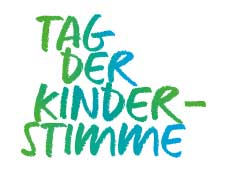 TAG
DER
KINDER-
STIMME